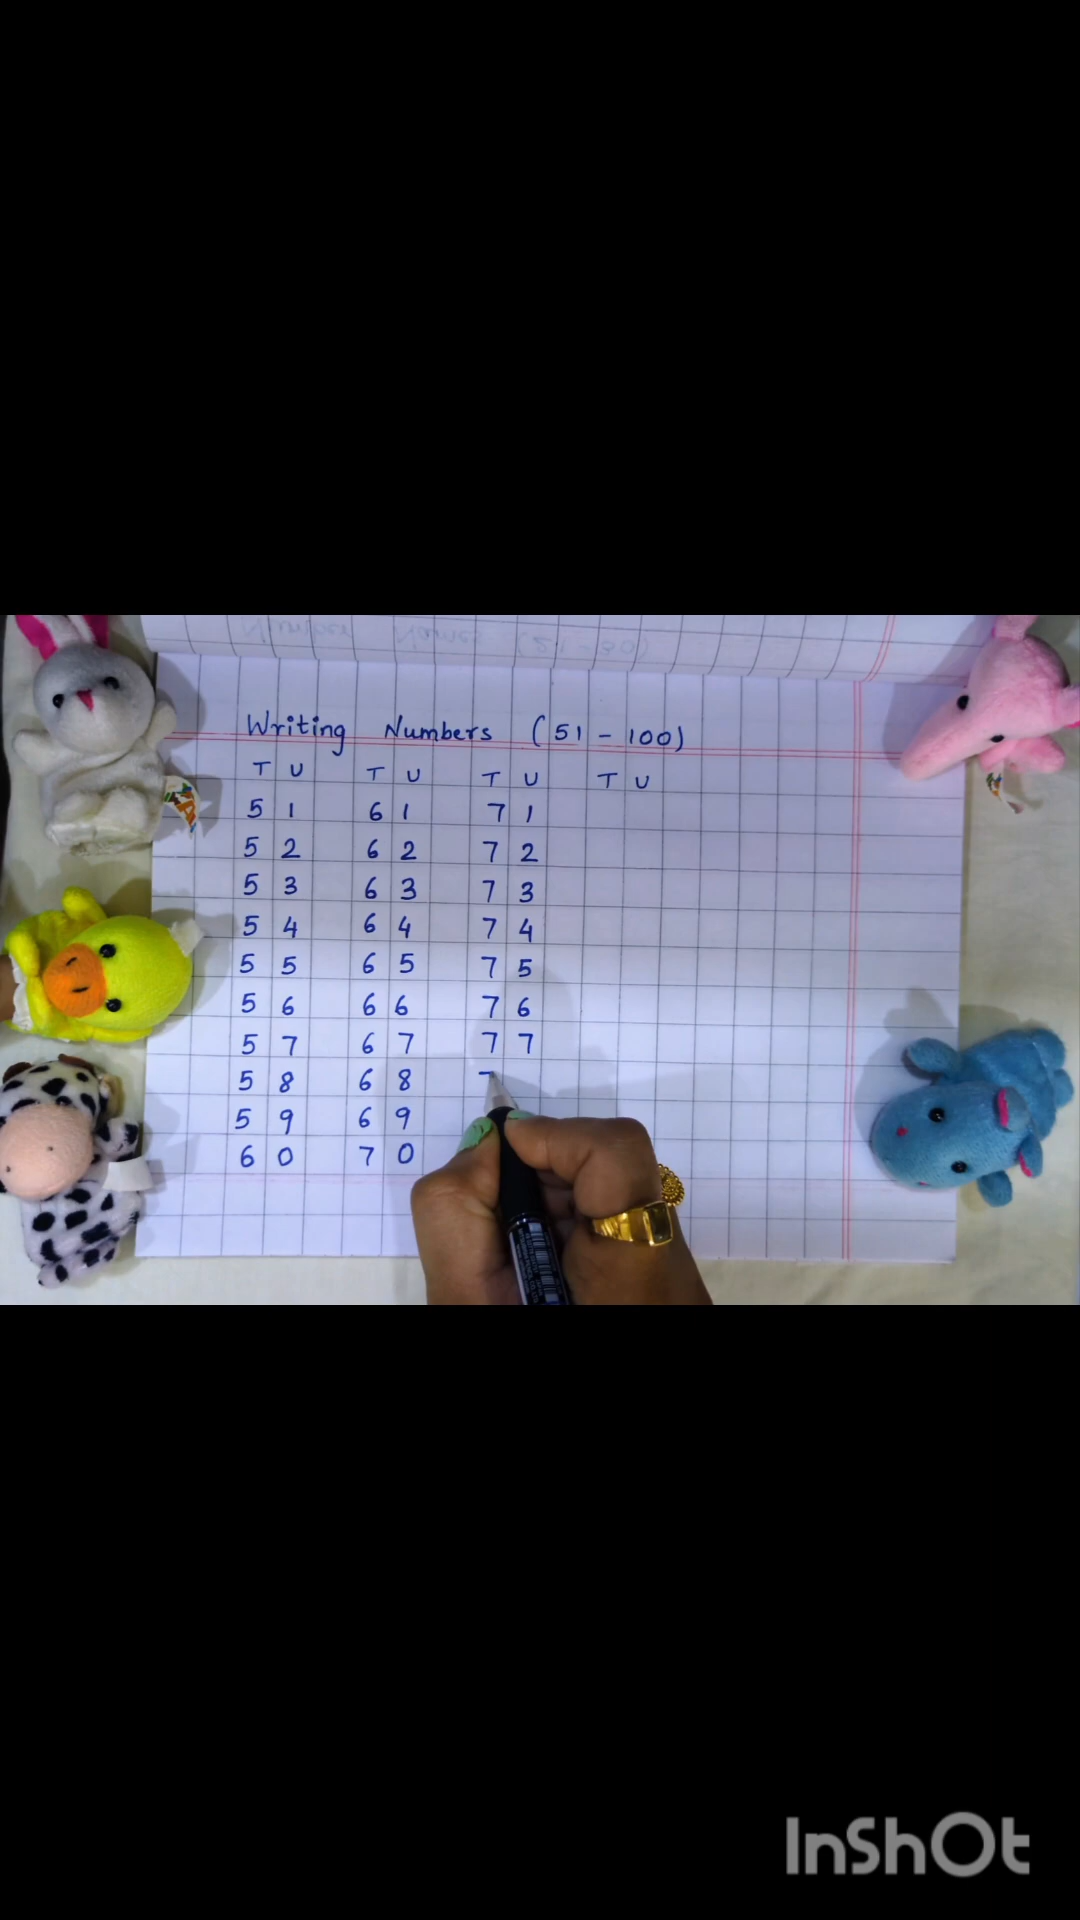 Writing Numbers (51 - 100)
T U T U T U T U
5 1 6 1 7 1
5 2 6 2 7 2
5 3 6 3 7 3
5 4 6 4 7 4
5 5 6 5 7 5
5 6 6 6 7 6
5 7 6 7 7 7
5 8 6 8 7
5 9 6 9
6 0 7 0
InShOt